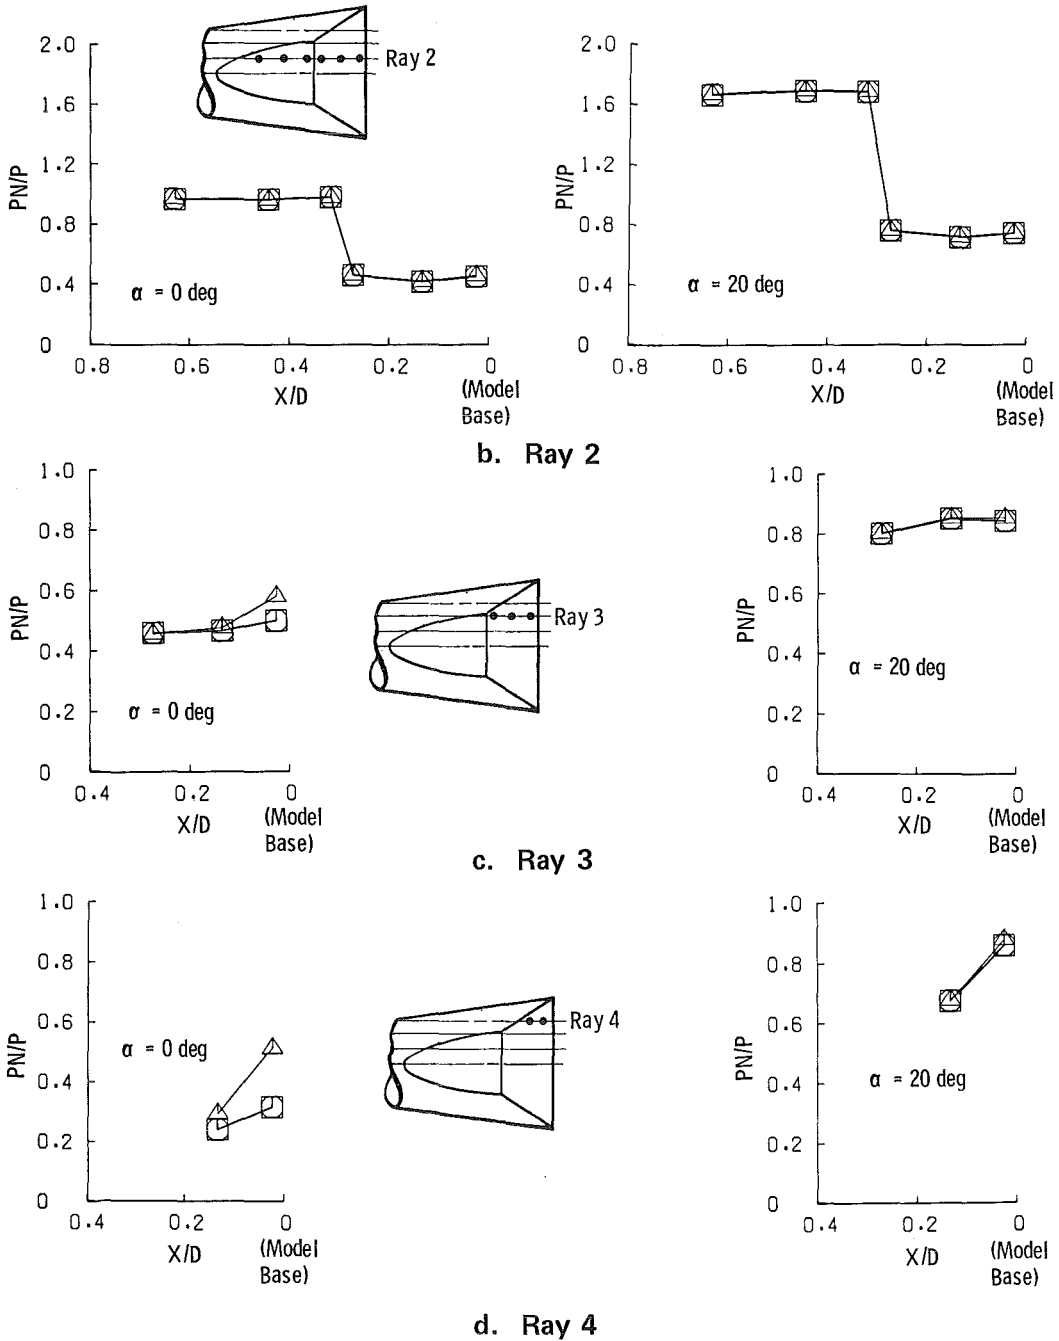 2.0
1.6
1.2
0.8
0.4
0
PN/P
Ray 2
α = 0 deg
0.8 0.6 0.4 0.2 0
X/D
(Model
Base)
2.0
1.6
1.2
0.8
0.4
0
PN/P
α = 20 deg
0.8 0.6 0.4 0.2 0
X/D
(Model
Base)
b. Ray 2
1.0
0.8
0.6
0.4
0.2
0
PN/P
α = 0 deg
0.4 0.2 0
X/D
(Model
Base)
Ray 3
1.0
0.8
0.6
0.4
0.2
0
PN/P
α = 20 deg
0.4 0.2 0
X/D
(Model
Base)
c. Ray 3
1.0
0.8
0.6
0.4
0.2
0
PN/P
α = 0 deg
0.4 0.2 0
X/D
(Model
Base)
Ray 4
1.0
0.8
0.6
0.4
0.2
0
PN/P
α = 20 deg
0.4 0.2 0
X/D
(Model
Base)
d. Ray 4